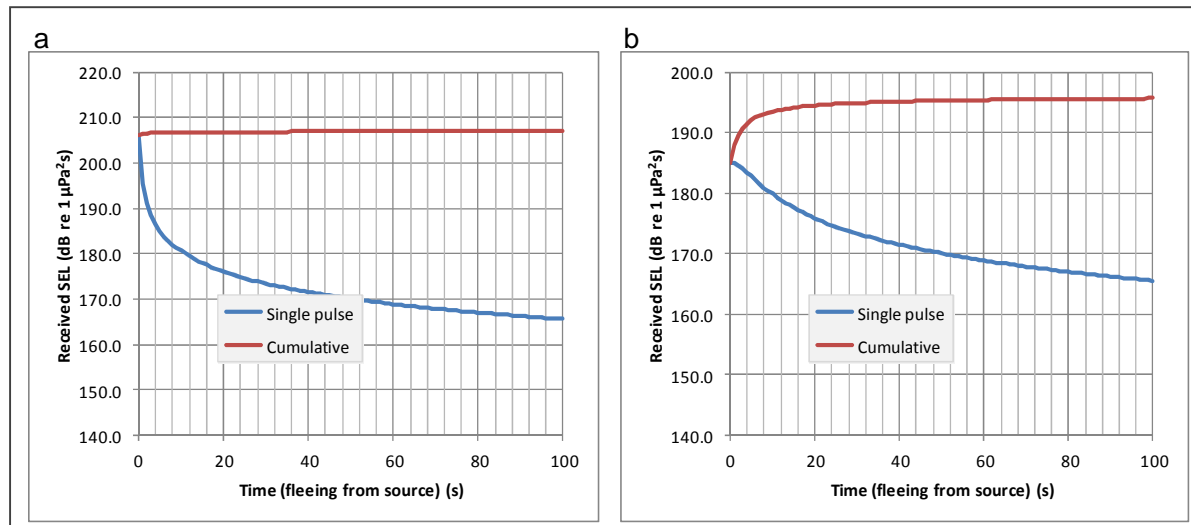 a
220.0
210.0
200.0
190.0
180.0
170.0
160.0
150.0
140.0
Received SEL (dB re 1 µPa²s)
Single pulse
Cumulative
0 20 40 60 80 100
Time (fleeing from source) (s)
b
200.0
190.0
180.0
170.0
160.0
150.0
140.0
Received SEL (dB re 1 µPa²s)
Single pulse
Cumulative
0 20 40 60 80 100
Time (fleeing from source) (s)